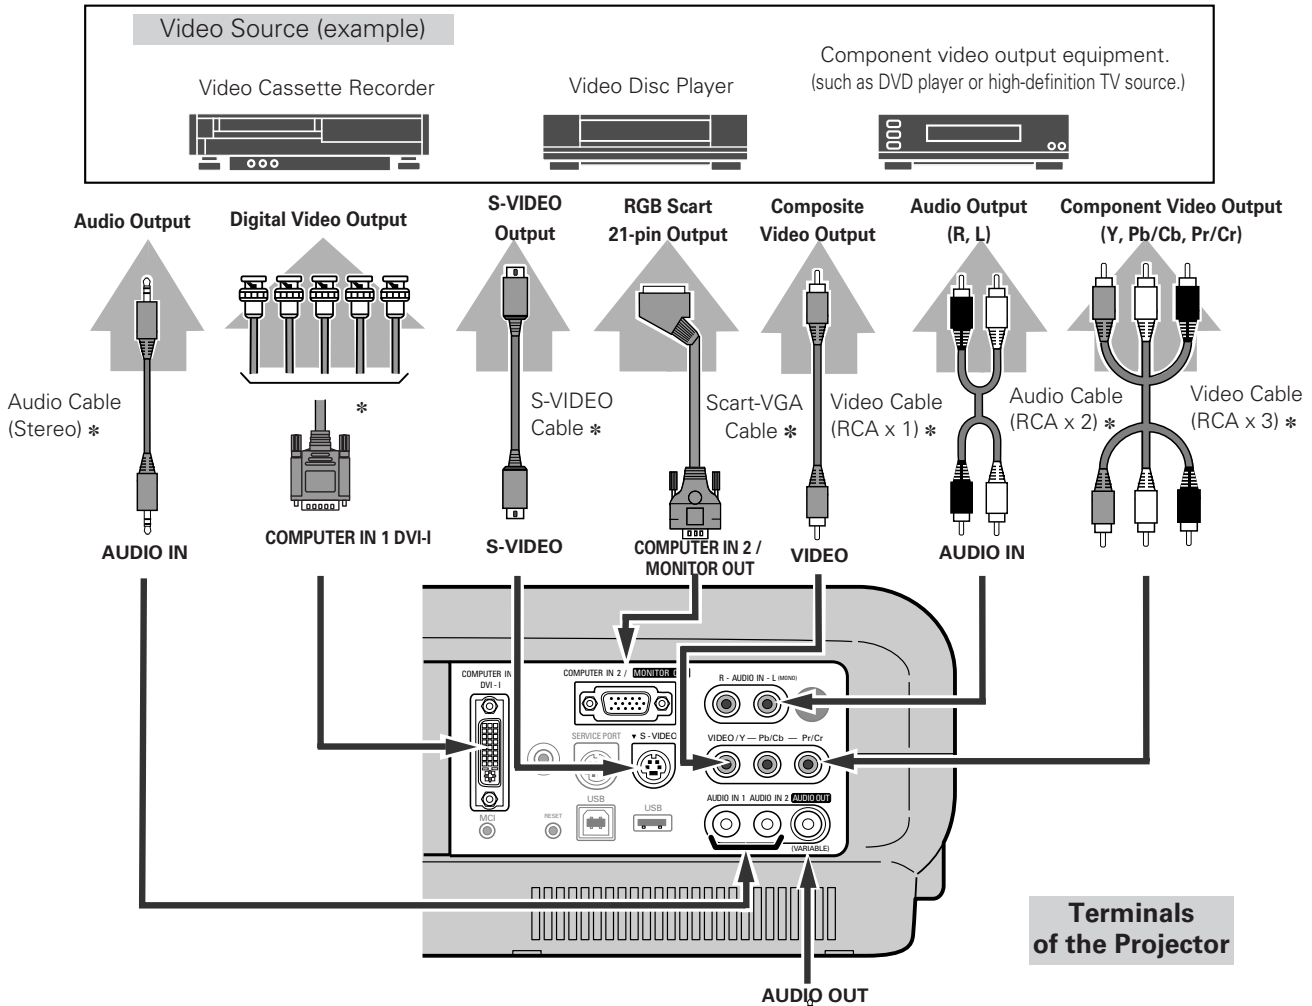 Video Source (example)
Video Cassette Recorder
Video Disc Player
Component video output equipment.
(such as DVD player or high-definition TV source.)
Audio Output
Digital Video Output
S-VIDEO
Output
RGB Scart
21-pin Output
Composite
Video Output
Audio Output
(R, L)
Component Video Output
(Y, Pb/Cb, Pr/Cr)
Audio Cable
(Stereo) *
*
S-VIDEO
Cable *
Scart-VGA
Cable *
Video Cable
(RCA x 1) *
Audio Cable
(RCA x 2) *
Video Cable
(RCA x 3) *
AUDIO IN
COMPUTER IN 1 DVI-I
S-VIDEO
COMPUTER IN 2 /
MONITOR OUT
VIDEO
AUDIO IN
COMPUTER IN
DVI - I
COMPUTER IN 2 / MONITOR O
R - AUDIO IN - L (MONO)
SERVICE PORT
▼ S - VIDEO
VIDEO / Y — Pb/Cb — Pr/Cr
USB
USB
MCI
RESET
AUDIO IN 1 AUDIO IN 2 AUDIO OUT
(VARIABLE)
Terminals
of the Projector
AUDIO OUT